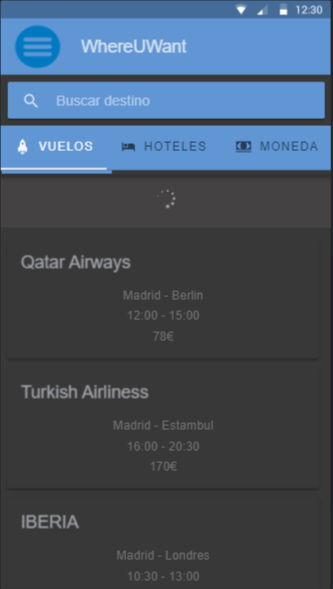 12:30
WhereUWant
Buscar destino
VUELOS HOTELES MONEDA
Qatar Airways
Madrid - Berlin
12:00 - 15:00
78€
Turkish Airliness
Madrid - Estambul
16:00 - 20:30
170€
IBERIA
Madrid - Londres
10:30 - 13:00